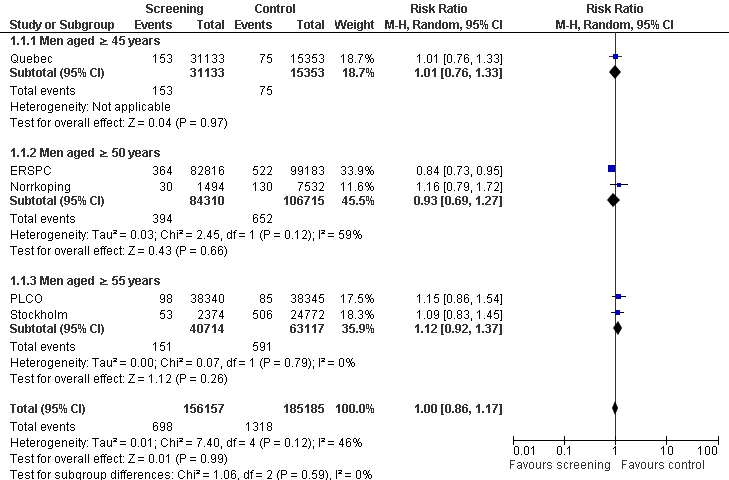 Screening Control Risk Ratio Risk Ratio
Study or Subgroup Events Total Events Total Weight M-H, Random, 95% CI M-H, Random, 95% CI
1.1.1 Men aged ≥ 45 years
Quebec 153 31133 75 15353 18.7% 1.01 [0.76, 1.33]
Subtotal (95% CI) 31133 15353 18.7% 1.01 [0.76, 1.33]
Total events 153 75
Heterogeneity: Not applicable
Test for overall effect: Z = 0.04 (P = 0.97)
1.1.2 Men aged ≥ 50 years
ERSPC 364 82816 522 99183 33.9% 0.84 [0.73, 0.95]
Norrkoping 30 1494 130 7532 11.6% 1.16 [0.79, 1.72]
Subtotal (95% CI) 84310 106715 45.5% 0.93 [0.69, 1.27]
Total events 394 652
Heterogeneity: Tau² = 0.03; Chi² = 2.45, df = 1 (P = 0.12); I² = 59%
Test for overall effect: Z = 0.43 (P = 0.66)
1.1.3 Men aged ≥ 55 years
PLCO 98 38340 85 38345 17.5% 1.15 [0.86, 1.54]
Stockholm 53 2374 506 24772 18.3% 1.09 [0.83, 1.45]
Subtotal (95% CI) 40714 63117 35.9% 1.12 [0.92, 1.37]
Total events 151 591
Heterogeneity: Tau² = 0.00; Chi² = 0.07, df = 1 (P = 0.79); I² = 0%
Test for overall effect: Z = 1.12 (P = 0.26)
Total (95% CI) 156157 185185 100.0% 1.00 [0.86, 1.17]
Total events 698 1318
Heterogeneity: Tau² = 0.01; Chi² = 7.40, df = 4 (P = 0.12); I² = 46%
Test for overall effect: Z = 0.01 (P = 0.99)
Test for subgroup differences: Chi² = 1.06, df = 2 (P = 0.59), I² = 0%
0.01 0.1 1 10 100
Favours screening Favours control